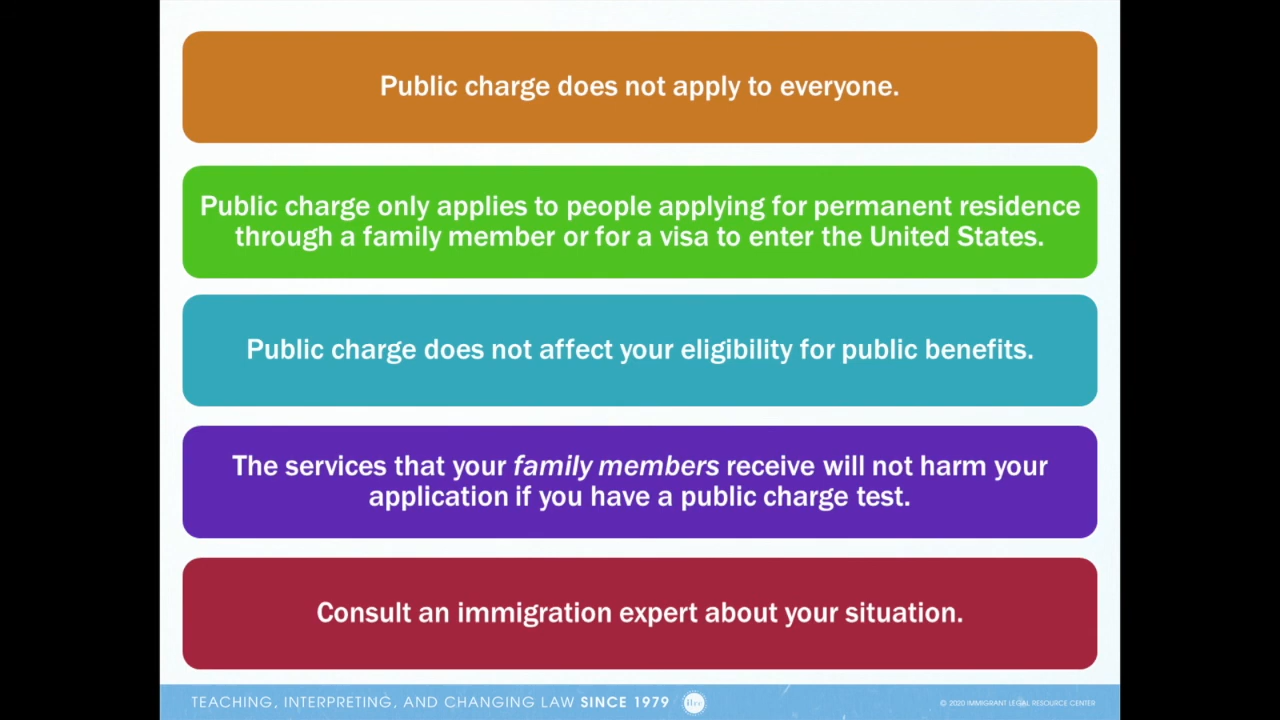 Public charge does not apply to everyone.
Public charge only applies to people applying for permanent residence
through a family member or for a visa to enter the United States.
Public charge does not affect your eligibility for public benefits.
The services that your family members receive will not harm your
application if you have a public charge test.
Consult an immigration expert about your situation.
TEACHING, INTERPRETING, AND CHANGING LAW SINCE 1979
© 2020 IMMIGRANT LEGAL RESOURCE CENTER